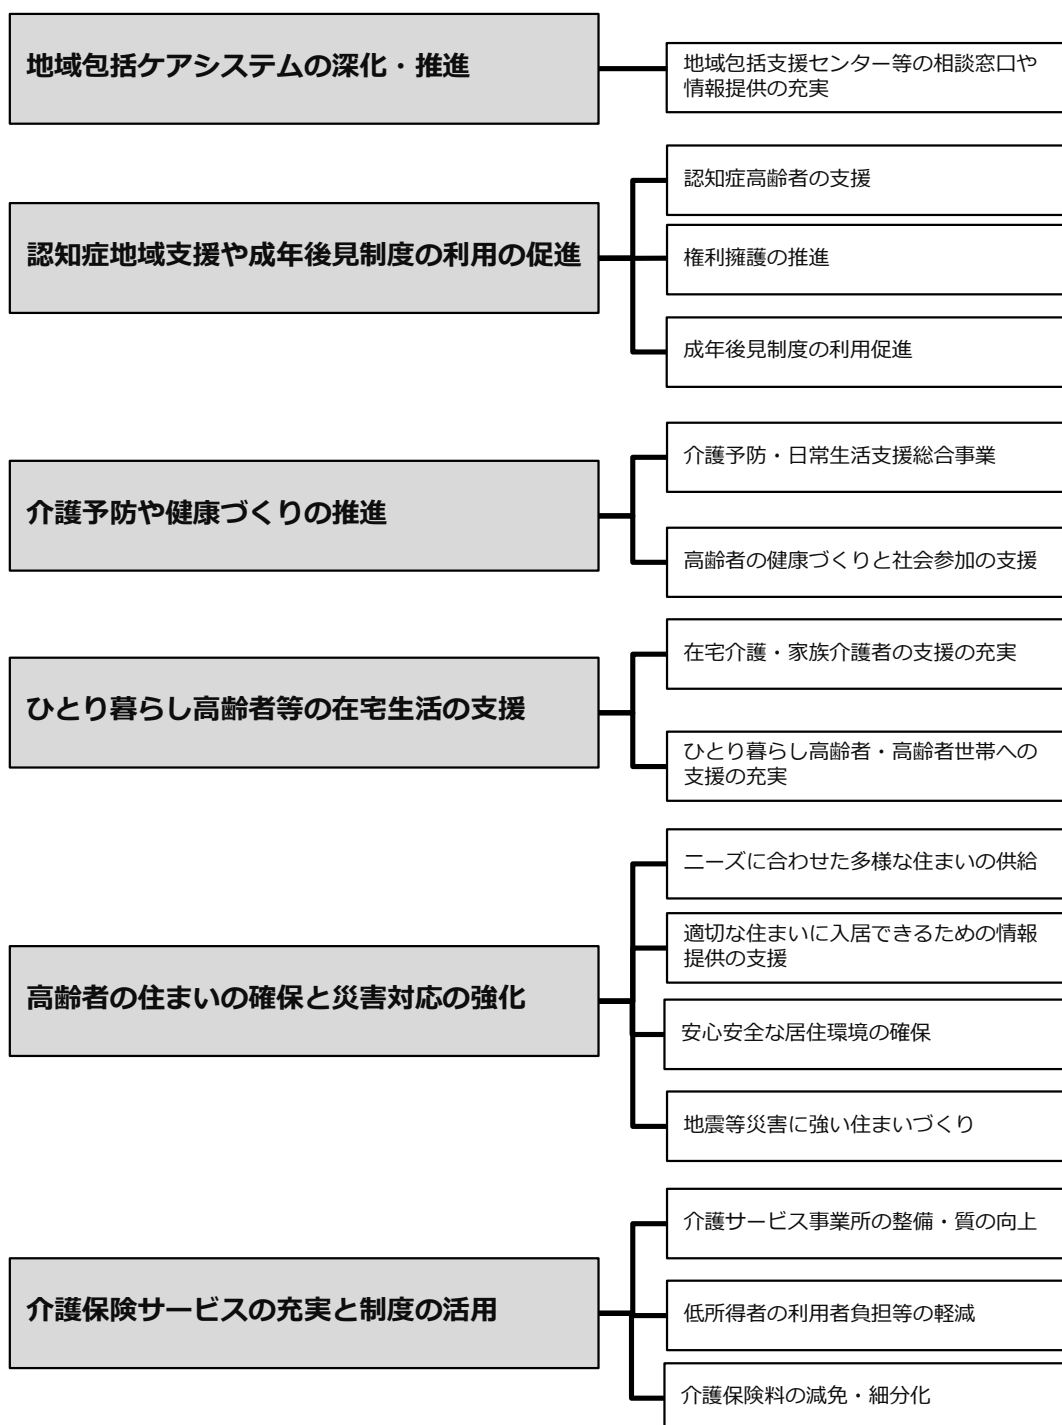 地域包括ケアシステムの深化・推進
地域包括支援センター等の相談窓口や
情報提供の充実
認知症地域支援や成年後見制度の利用の促進
認知症高齢者の支援
権利擁護の推進
成年後見制度の利用促進
介護予防や健康づくりの推進
介護予防・日常生活支援総合事業
高齢者の健康づくりと社会参加の支援
ひとり暮らし高齢者等の在宅生活の支援
在宅介護・家族介護者の支援の充実
ひとり暮らし高齢者・高齢者世帯への
支援の充実
高齢者の住まいの確保と災害対応の強化
ニーズに合わせた多様な住まいの供給
適切な住まいに入居できるための情報
提供の支援
安心安全な居住環境の確保
地震等災害に強い住まいづくり
介護保険サービスの充実と制度の活用
介護サービス事業所の整備・質の向上
低所得者の利用者負担等の軽減
介護保険料の減免・細分化